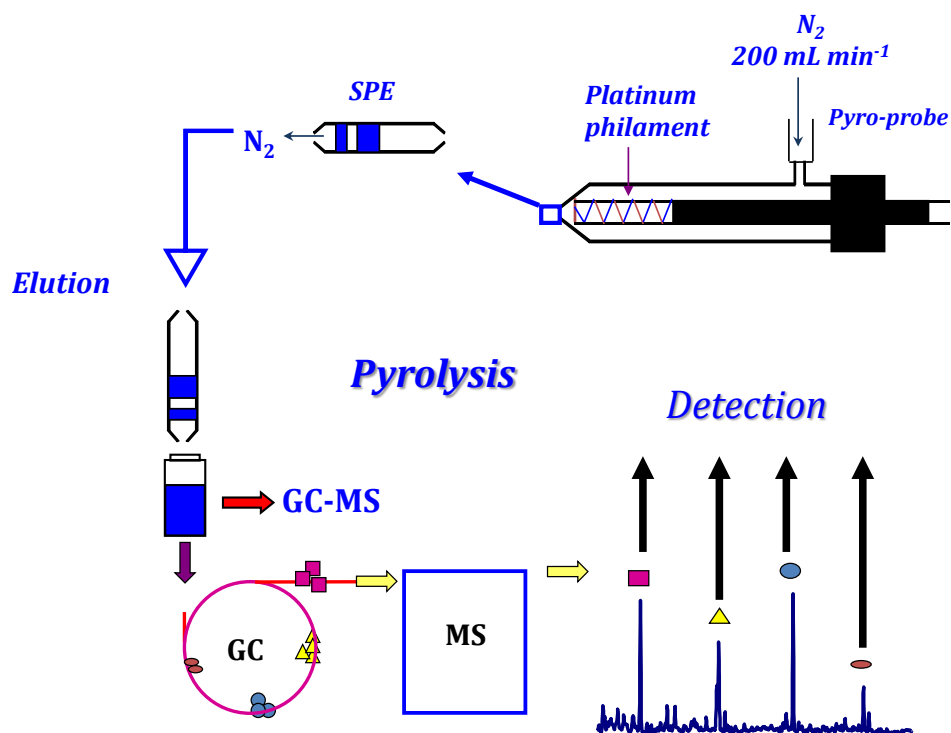 N₂
200 mL min⁻¹
SPE
Platinum
philament
Pyro-probe
N₂
Elution
Pyrolysis
Detection
GC-MS
GC
MS